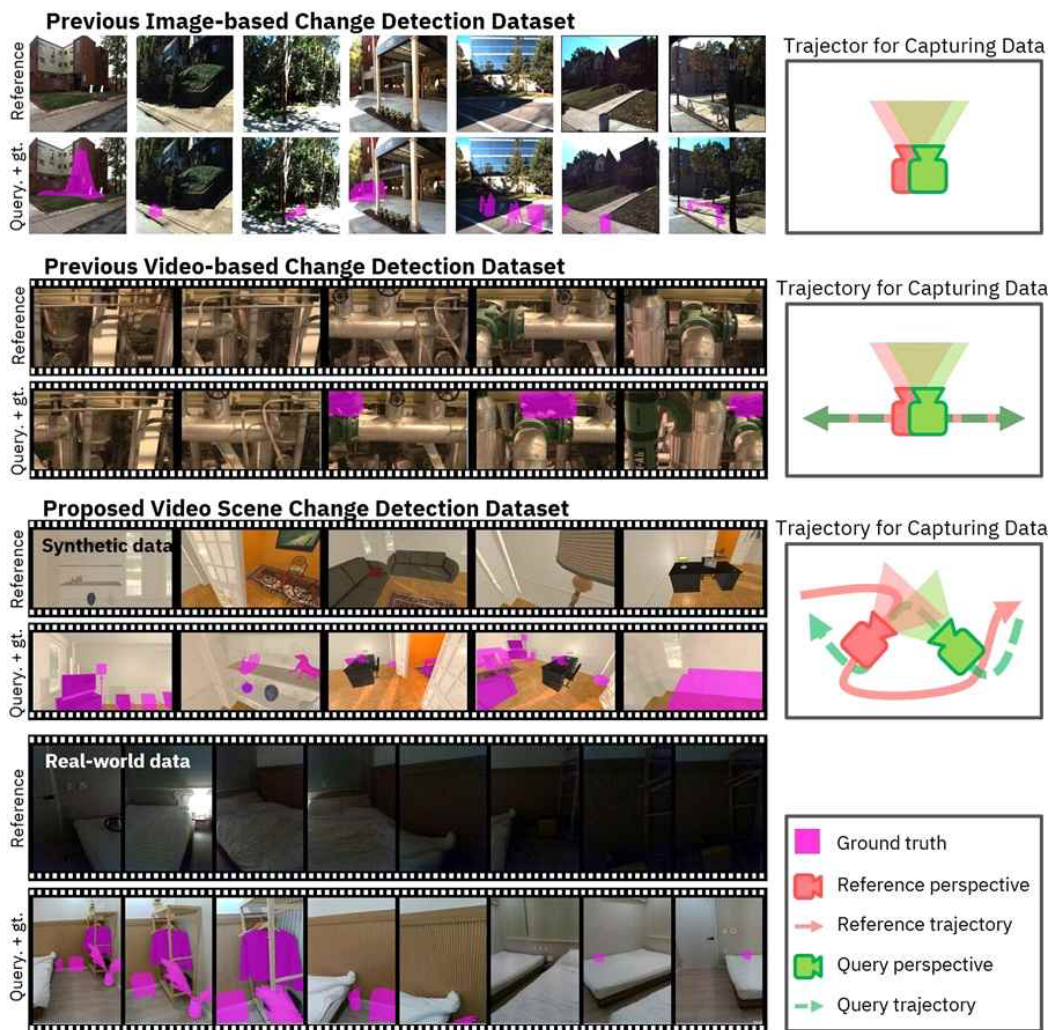 Previous Image-based Change Detection Dataset
Reference
Query. + gt.
Trajector for Capturing Data
Previous Video-based Change Detection Dataset
Reference
Query. + gt.
Trajectory for Capturing Data
Proposed Video Scene Change Detection Dataset
Synthetic data
Reference
Query. + gt.
Trajectory for Capturing Data
Real-world data
Reference
Query. + gt.
Ground truth
Reference perspective
Reference trajectory
Query perspective
Query trajectory